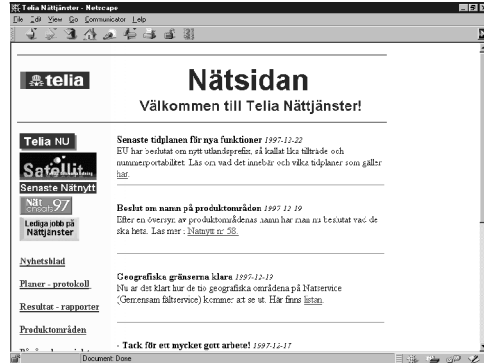 Telia Nättjänster - Netscape
File Edit View Go Communicator Help
telia
Nätsidan
Välkommen till Telia Nättjänster!
Telia NU
Satellit
Senaste Nätnytt
Nät
onsats 97
Lediga jobb på
Nättjänster
Nyhetsblad
Planer - protokoll
Resultat - rapporter
Produktområden
Senaste tidplanen för nya funktioner 1997-12-22
EU har beslutat om nytt utlandsprefix, så kallat lika tillträde och
nummerportabilitet. Läs om vad det innebär och vilka tidplaner som gäller
här.
Beslut om namn på produktområden 1997-12-19
Efter en översyn av produktområdenas namn har man nu beslutat vad de
ska heta. Läs mer i Nätnytt nr 58.
Geografiska gränserna klara 1997-12-19
Nu är det klart hur de tio geografiska områdena på Nätservice
(Gemensam fältservice) kommer att se ut. Här finns listan.
- Tack för ett mycket gott arbete! 1997-12-17
Document: Done